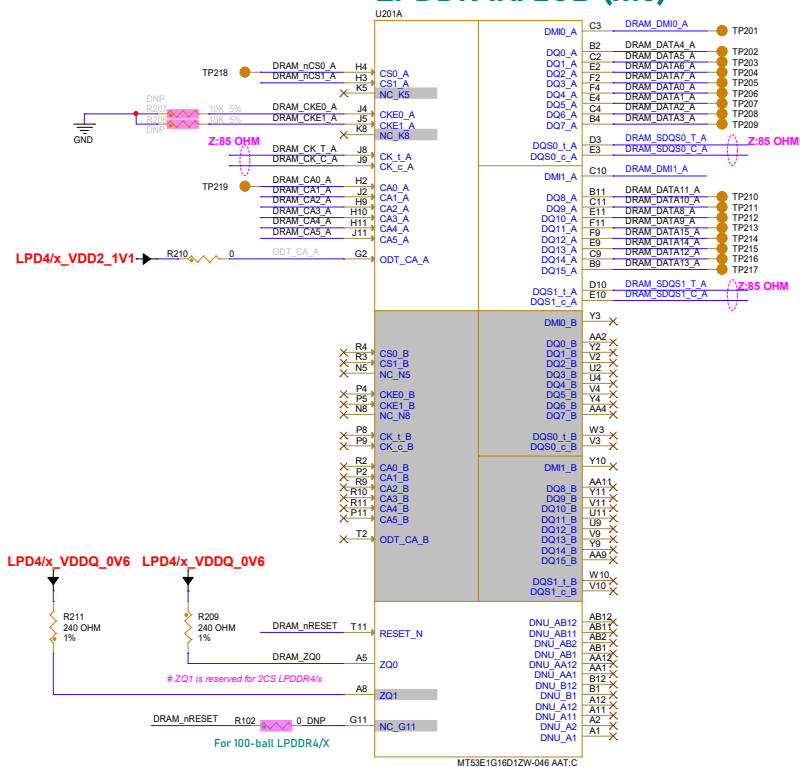 U201A
DMI0_A C3 DRAM_DMI0_A TP201
DQ0_A B2 DRAM_DATA4_A TP202
DQ1_A C2 DRAM_DATA5_A TP203
DQ2_A E2 DRAM_DATA6_A TP204
DQ3_A F2 DRAM_DATA7_A TP205
DQ4_A F4 DRAM_DATA0_A TP206
DQ5_A E4 DRAM_DATA1_A TP207
DQ6_A C4 DRAM_DATA2_A TP208
DQ7_A B4 DRAM_DATA3_A TP209
DQS0_t_A D3 DRAM_SDQS0_T_A Z:85 OHM
DQS0_c_A E3 DRAM_SDQS0_C_A
DMI1_A C10 DRAM_DMI1_A
DQ8_A B11 DRAM_DATA11_A TP210
DQ9_A C11 DRAM_DATA10_A TP211
DQ10_A E11 DRAM_DATA8_A TP212
DQ11_A F11 DRAM_DATA9_A TP213
DQ12_A F9 DRAM_DATA15_A TP214
DQ13_A E9 DRAM_DATA14_A TP215
DQ14_A C9 DRAM_DATA12_A TP216
DQ15_A B9 DRAM_DATA13_A TP217
DQS1_t_A D10 DRAM_SDQS1_T_A Z:85 OHM
DQS1_c_A E10 DRAM_SDQS1_C_A
TP218 DRAM_nCS0_A H4 CS0_A
DRAM_nCS1_A H3 CS1_A
K5 NC_K5
DNP
R207 10K_5% DRAM_CKE0_A J4 CKE0_A
R208 10K_5% DRAM_CKE1_A J5 CKE1_A
DNP
GND
K8 NC_K8
Z:85 OHM
DRAM_CK_T_A J8 CK_t_A
DRAM_CK_C_A J9 CK_c_A
TP219 DRAM_CA0_A H2 CA0_A
DRAM_CA1_A J2 CA1_A
DRAM_CA2_A H9 CA2_A
DRAM_CA3_A H10 CA3_A
DRAM_CA4_A H11 CA4_A
DRAM_CA5_A J11 CA5_A
LPD4/x_VDD2_1V1 R210 0 ODT_CA_A G2 ODT_CA_A
DMI0_B Y3
DQ0_B AA2
DQ1_B Y2
DQ2_B V2
DQ3_B U2
DQ4_B U4
DQ5_B V4
DQ6_B Y4
DQ7_B AA4
DQS0_t_B W3
DQS0_c_B V3
DMI1_B Y10
DQ8_B AA11
DQ9_B Y11
DQ10_B V11
DQ11_B U11
DQ12_B U9
DQ13_B V9
DQ14_B Y9
DQ15_B AA9
DQS1_t_B W10
DQS1_c_B V10
R4 CS0_B
R3 CS1_B
N5 NC_N5
P4 CKE0_B
P5 CKE1_B
N8 NC_N8
P8 CK_t_B
P9 CK_c_B
R2 CA0_B
P2 CA1_B
R9 CA2_B
R10 CA3_B
R11 CA4_B
P11 CA5_B
T2 ODT_CA_B
LPD4/x_VDDQ_0V6 LPD4/x_VDDQ_0V6
R211
240 OHM
1%
R209
240 OHM
1%
DRAM_nRESET T11 RESET_N
DRAM_ZQ0 A5 ZQ0
# ZQ1 is reserved for 2CS LPDDR4/x
A8 ZQ1
DRAM_nRESET R102 0_DNP G11 NC_G11
For 100-ball LPDDR4/X
DNU_AB12 AB12
DNU_AB11 AB11
DNU_AB2 AB2
DNU_AB1 AB1
DNU_AA12 AA12
DNU_AA1 AA1
DNU_B12 B12
DNU_B1 B1
DNU_A12 A12
DNU_A11 A11
DNU_A2 A2
DNU_A1 A1
MT53E1G16D1ZW-046 AAT:C